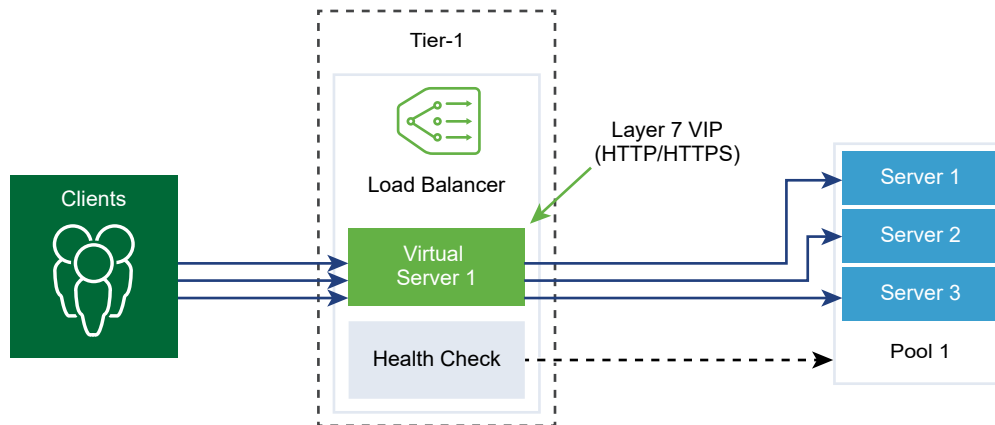 Tier-1
Load Balancer
Layer 7 VIP
(HTTP/HTTPS)
Clients
Virtual
Server 1
Health Check
Server 1
Server 2
Server 3
Pool 1